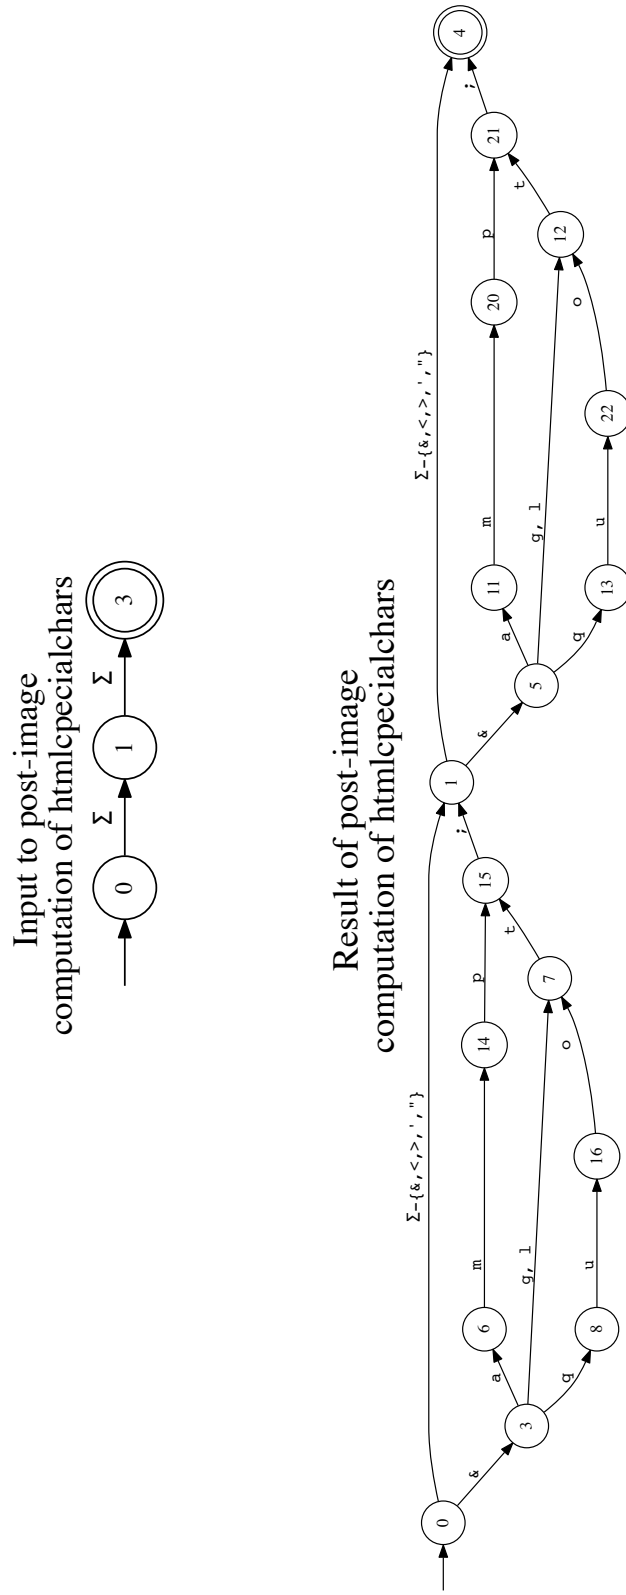 Input to post-image
computation of htmlcpecialchars
0
Σ
1
Σ
3
Result of post-image
computation of htmlcpecialchars
0
Σ-{&,<,>,',"}
&
3
a
6
m
14
p
15
;
g, l
7
t
q
8
u
16
o
1
Σ-{&,<,>,',"}
&
5
a
11
m
20
p
21
;
g, l
12
t
q
13
u
22
o
4